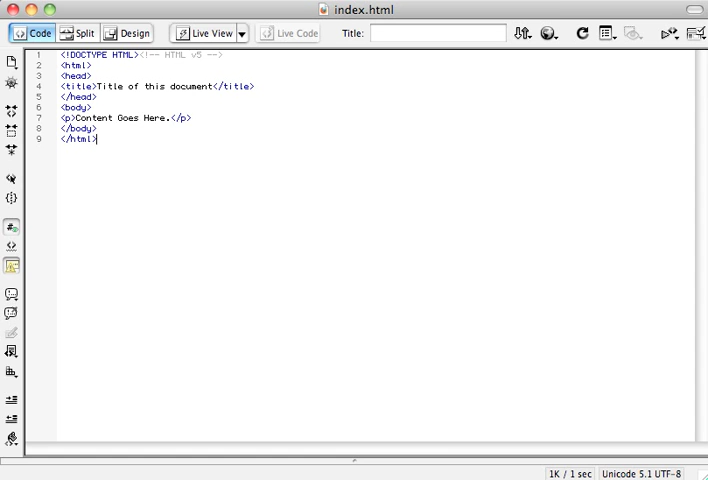 index.html
Code Split Design Live View Live Code Title:
1 <!DOCTYPE HTML><!-- HTML v5 -->
2 <html>
3 <head>
4 <title>Title of this document</title>
5 </head>
6 <body>
7 <p>Content Goes Here.</p>
8 </body>
9 </html>
1K / 1 sec Unicode 5.1 UTF-8